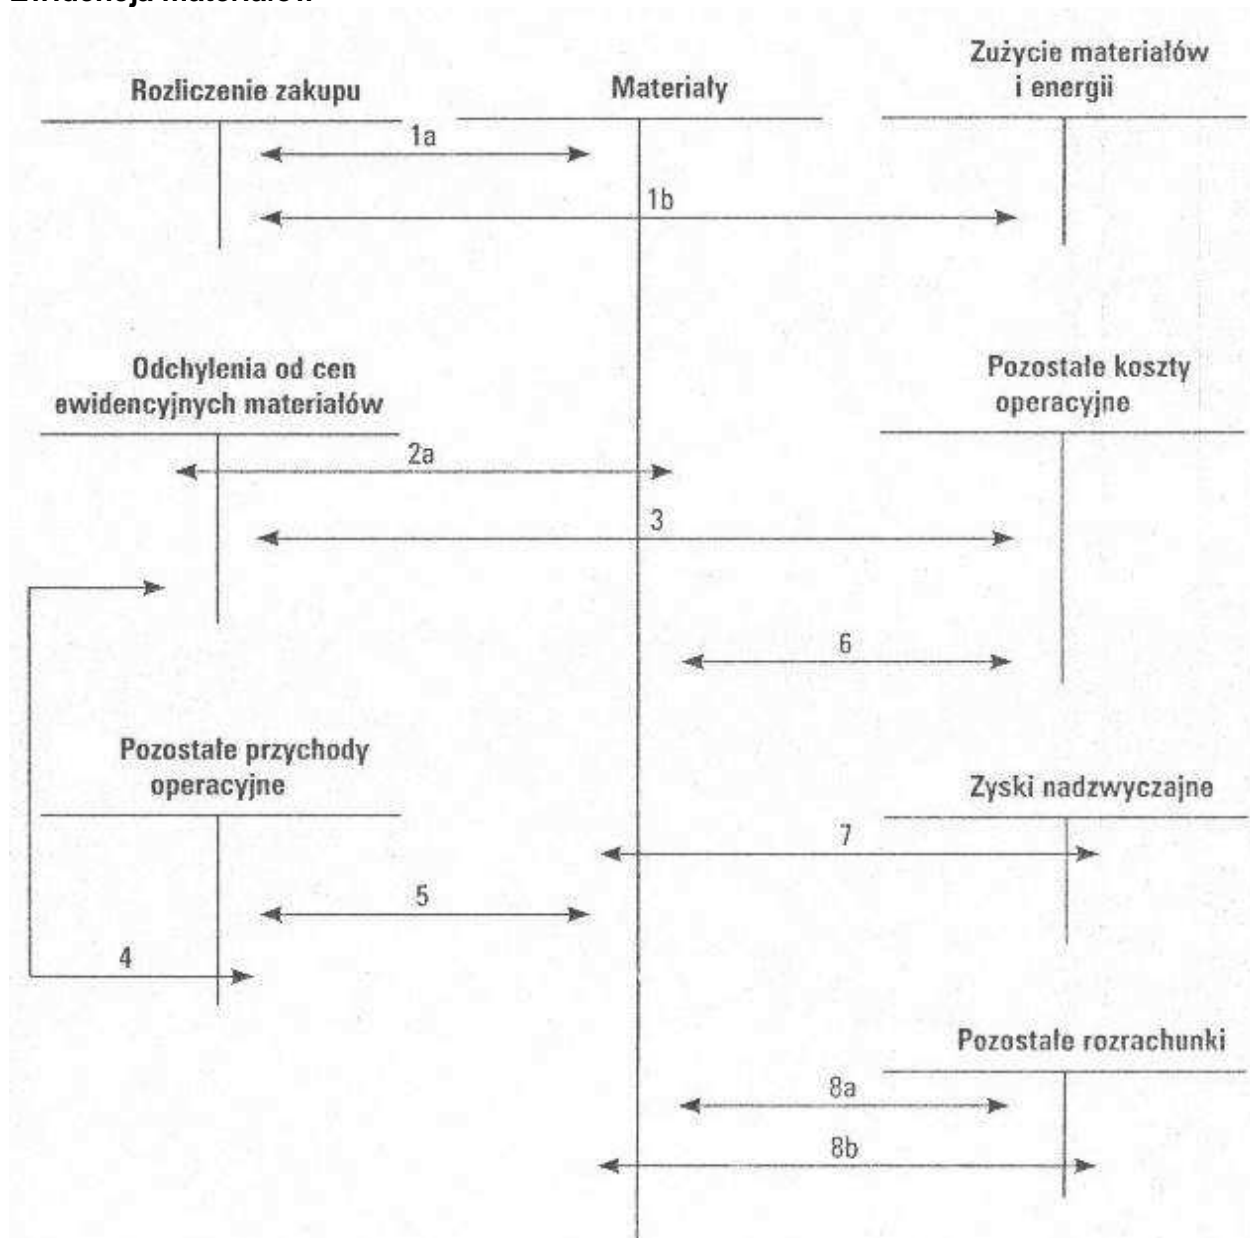 Rozliczenie zakupu
Materiały
Zużycie materiałów
i energii
1a
1b
Odchylenia od cen
ewidencyjnych materiałów
Pozostałe koszty
operacyjne
2a
3
6
Pozostałe przychody
operacyjne
Zyski nadzwyczajne
7
5
4
Pozostałe rozrachunki
8a
8b